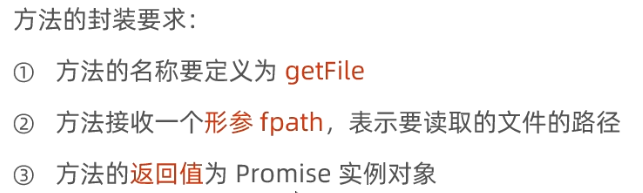 方法的封装要求：
① 方法的名称要定义为 getFile
② 方法接收一个形参 fpath，表示要读取的文件的路径
③ 方法的返回值为 Promise 实例对象